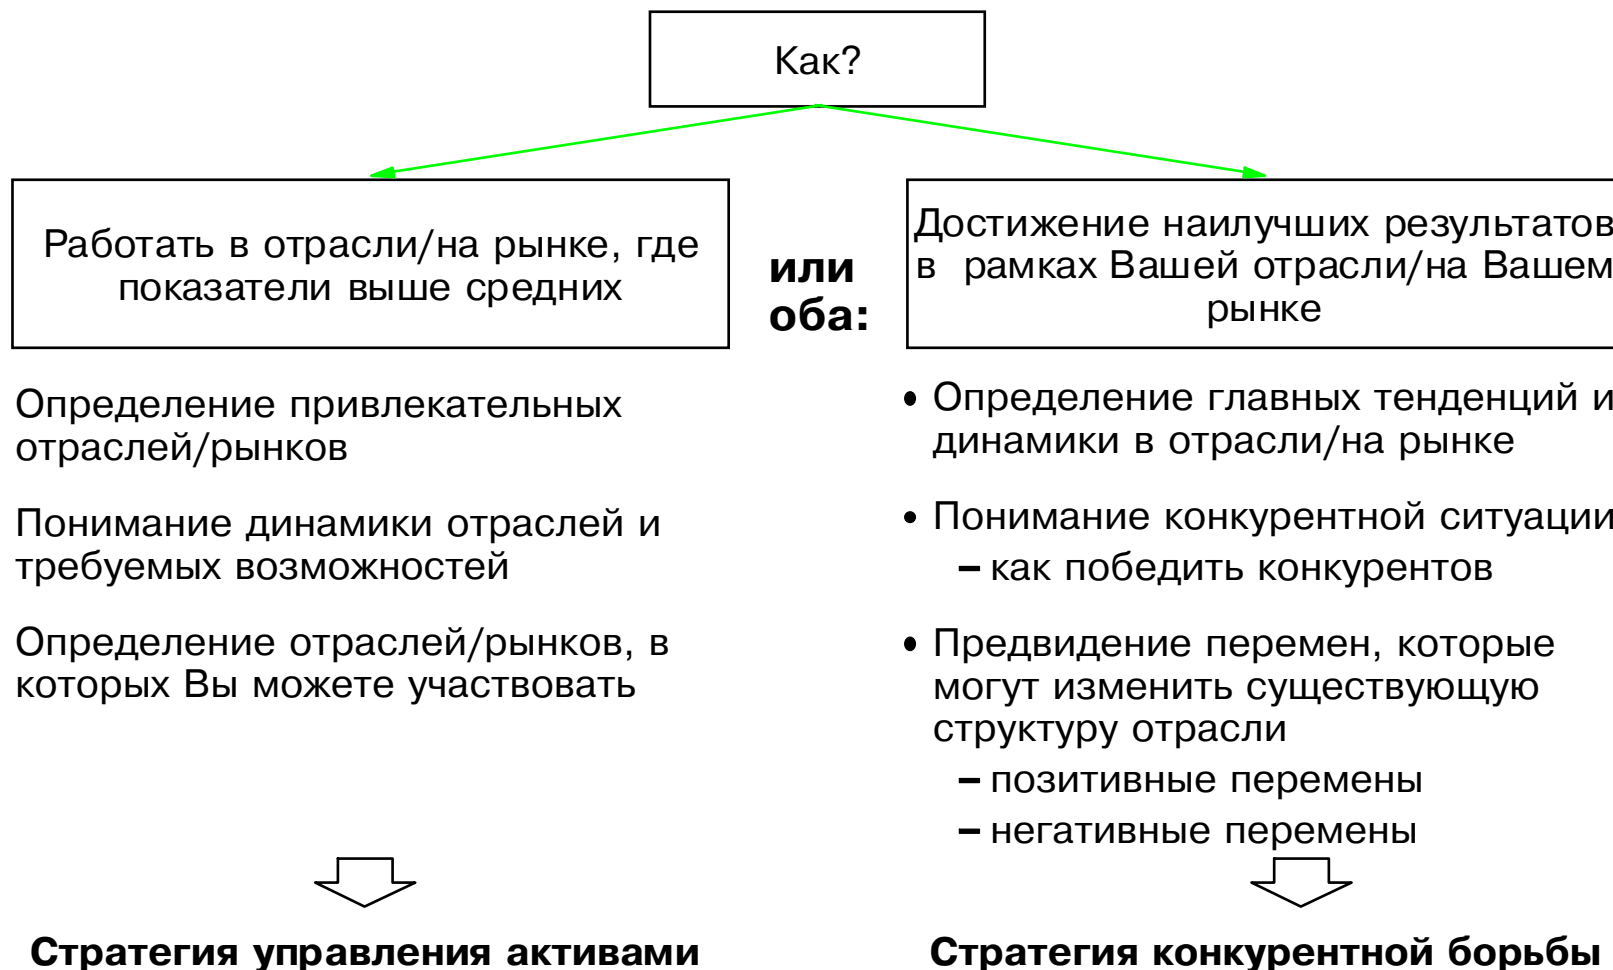 Как?
Работать в отрасли/на рынке, где
показатели выше средних
или
оба:
Достижение наилучших результатов
в рамках Вашей отрасли/на Вашем
рынке
Определение привлекательных
отраслей/рынков
Понимание динамики отраслей и
требуемых возможностей
Определение отраслей/рынков, в
которых Вы можете участвовать
• Определение главных тенденций и
динамики в отрасли/на рынке
• Понимание конкурентной ситуации
– как победить конкурентов
• Предвидение перемен, которые
могут изменить существующую
структуру отрасли
– позитивные перемены
– негативные перемены
Стратегия управления активами
Стратегия конкурентной борьбы